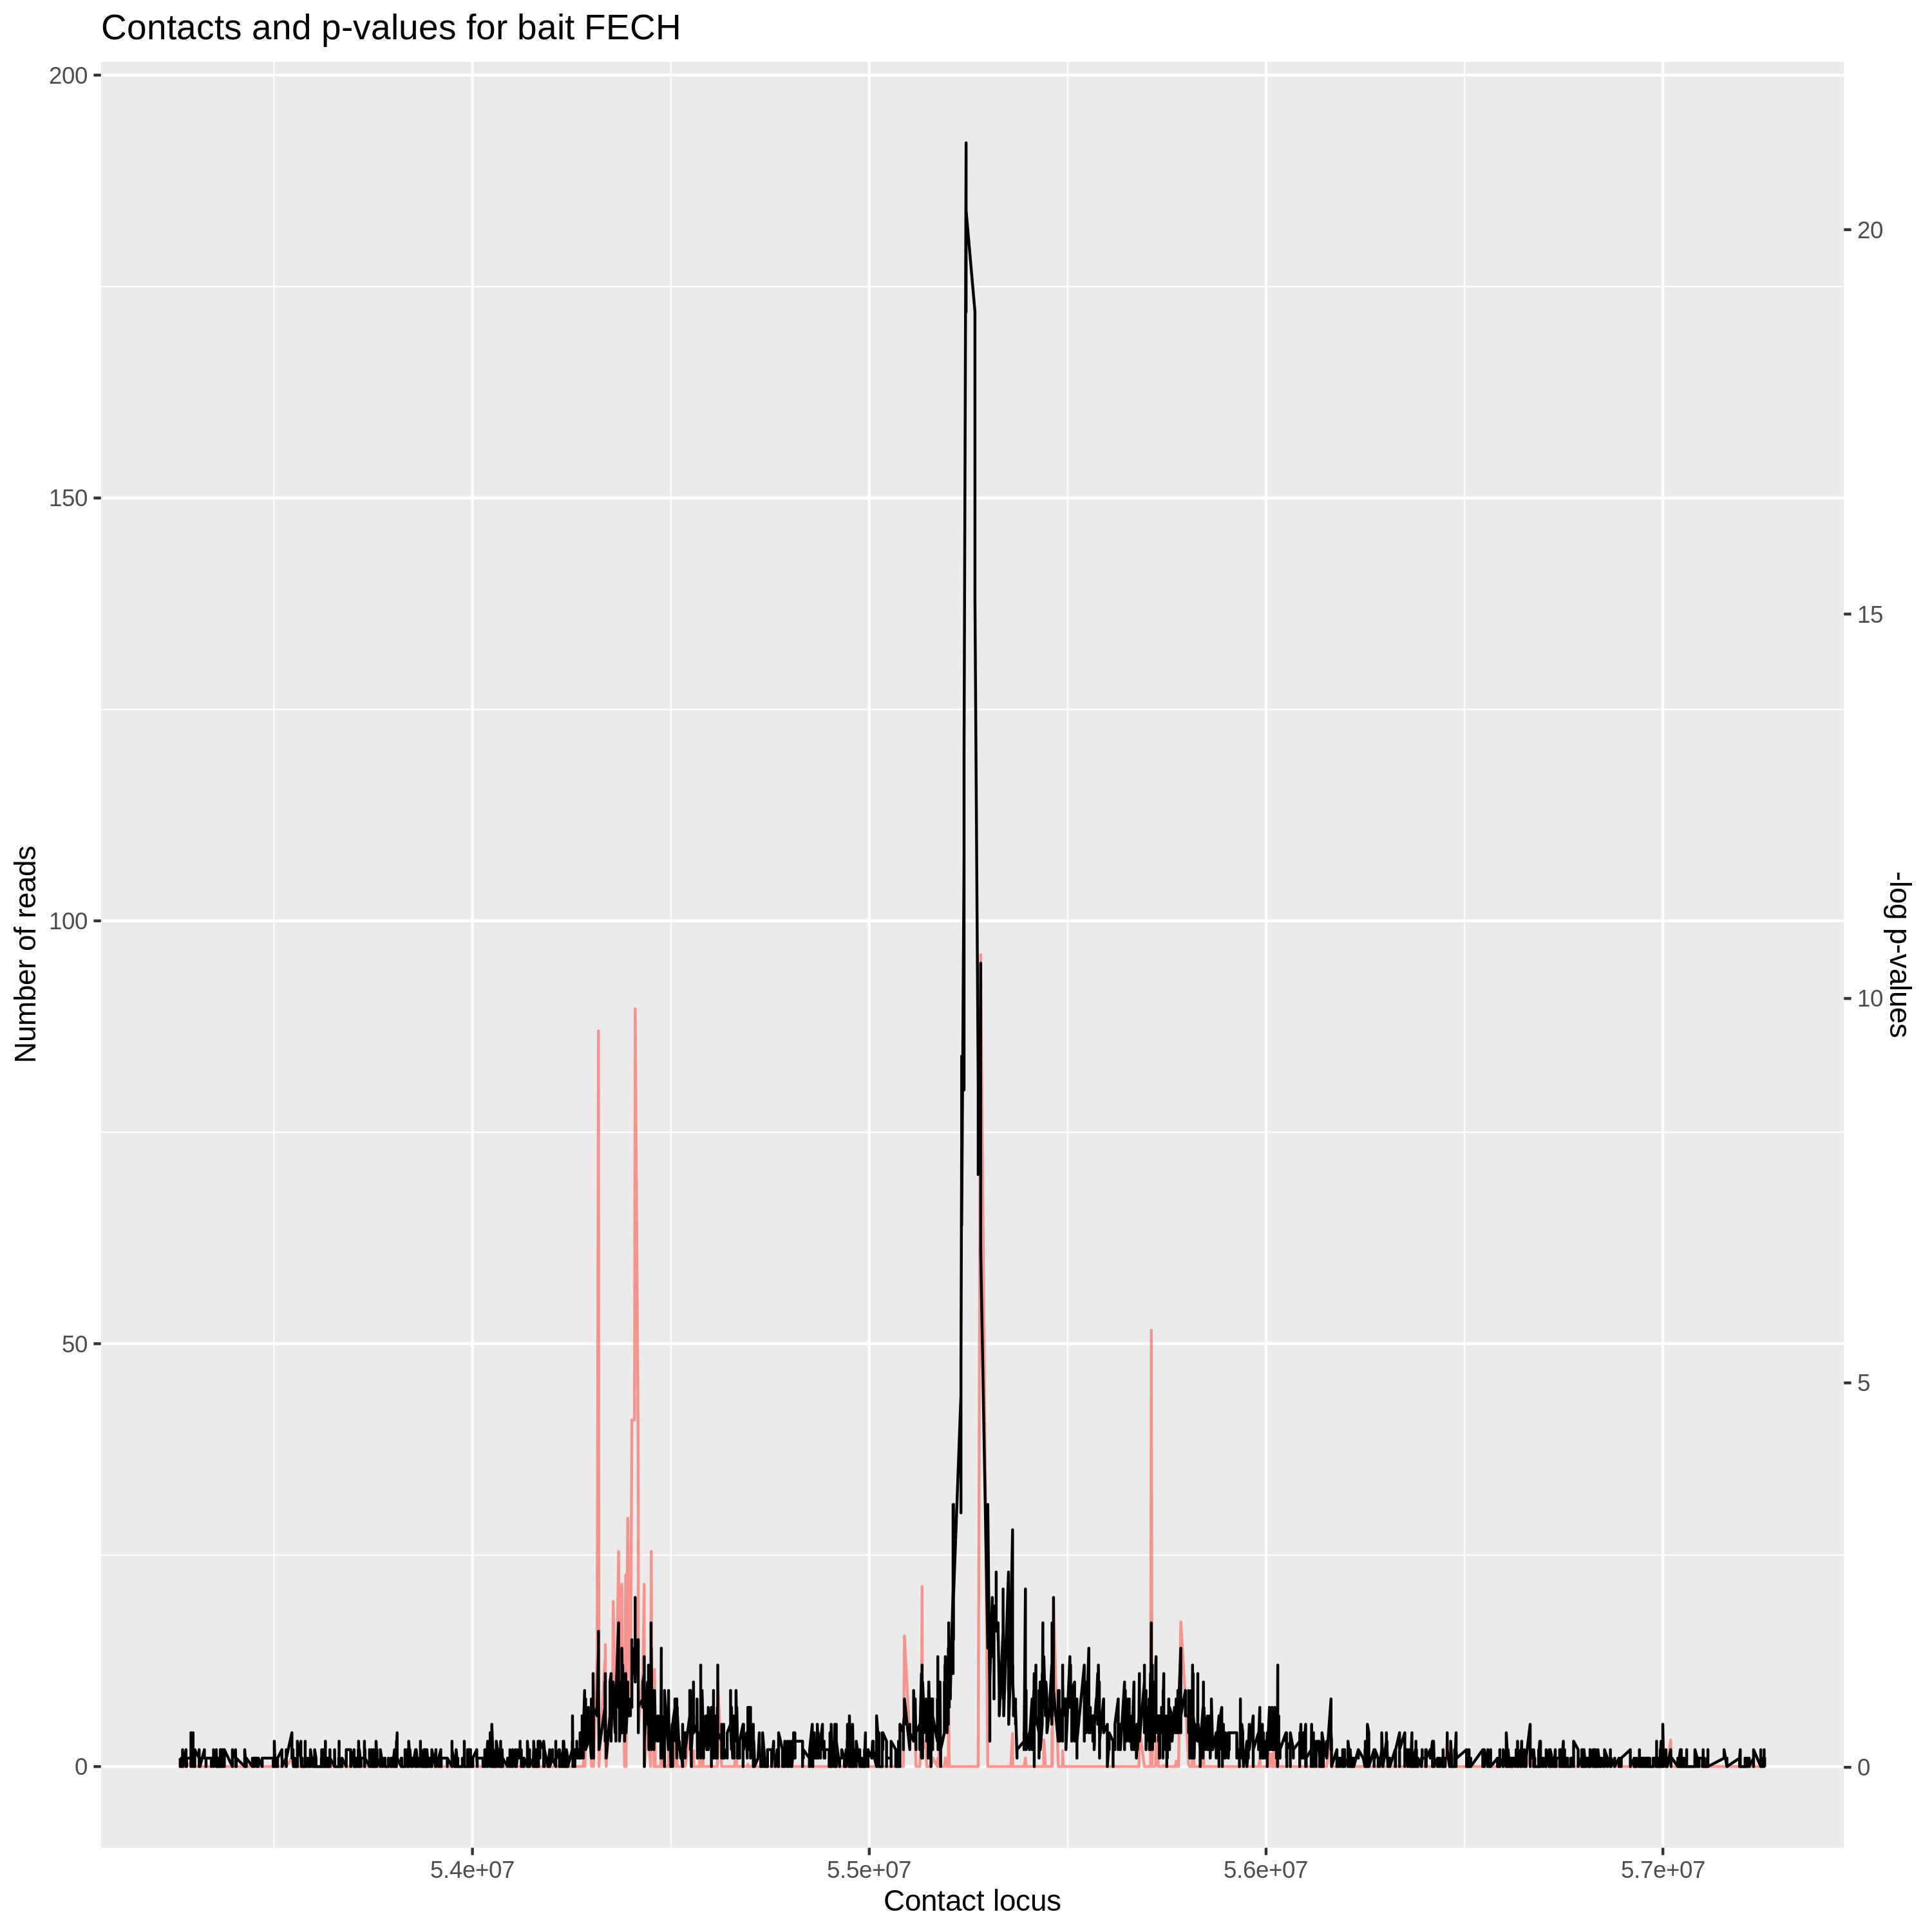 Contacts and p-values for bait FECH
200
150
100
50
0
Number of reads
20
15
10
5
0
-log p-values
5.4e+07
5.5e+07
5.6e+07
5.7e+07
Contact locus